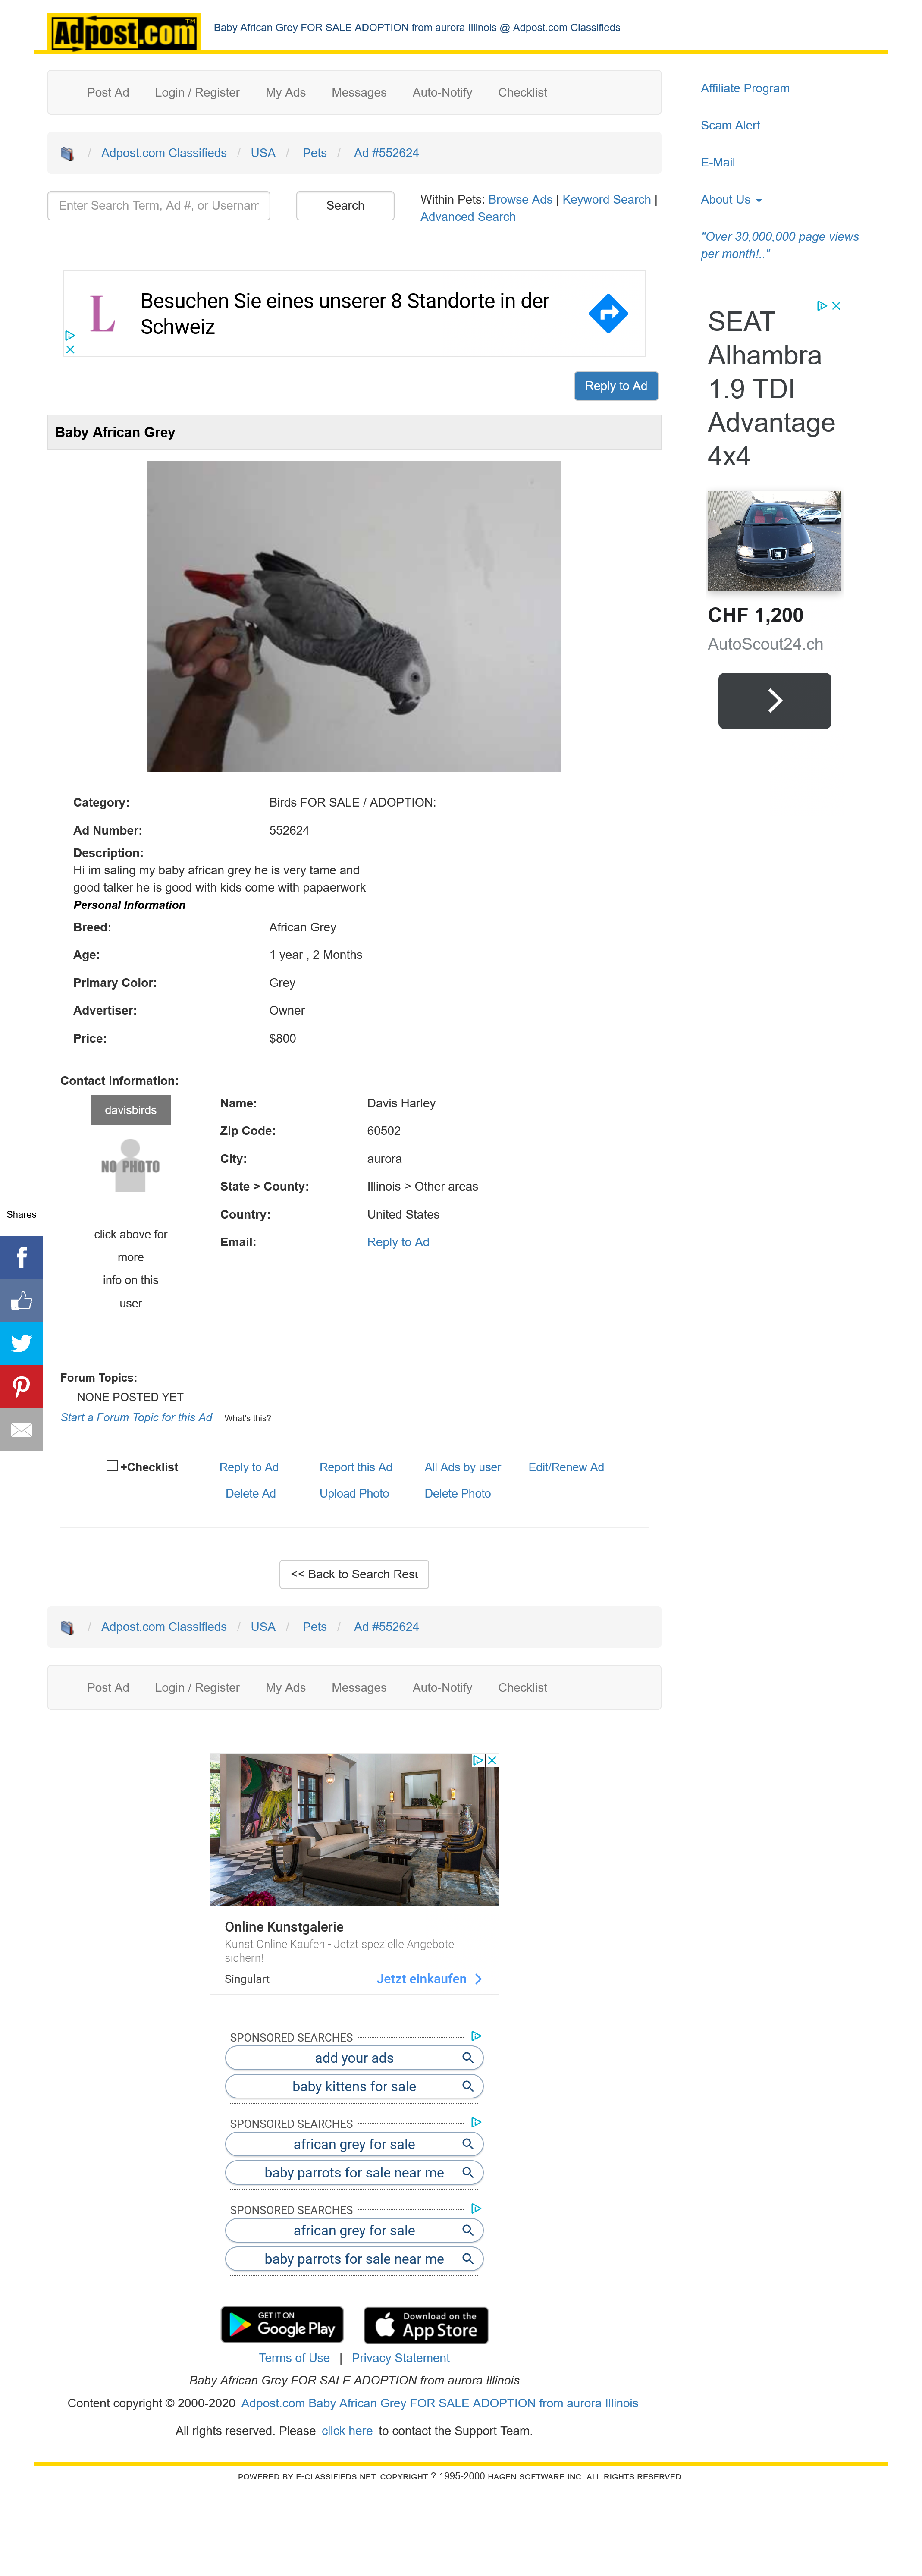 Adpost.com TM
Baby African Grey FOR SALE ADOPTION from aurora Illinois @ Adpost.com Classifieds
Post Ad Login / Register My Ads Messages Auto-Notify Checklist
/ Adpost.com Classifieds / USA / Pets / Ad #552624
Enter Search Term, Ad #, or Usernam
Search
Within Pets: Browse Ads | Keyword Search |
Advanced Search
Affiliate Program
Scam Alert
E-Mail
About Us
"Over 30,000,000 page views
per month!.."
L
Besuchen Sie eines unserer 8 Standorte in der
Schweiz
Reply to Ad
SEAT
Alhambra
1.9 TDI
Advantage
4x4
CHF 1,200
AutoScout24.ch
Baby African Grey
Category: Birds FOR SALE / ADOPTION:
Ad Number: 552624
Description:
Hi im saling my baby african grey he is very tame and
good talker he is good with kids come with papaerwork
Personal Information
Breed: African Grey
Age: 1 year , 2 Months
Primary Color: Grey
Advertiser: Owner
Price: $800
Contact Information:
davisbirds
NO PHOTO
click above for
more
info on this
user
Name: Davis Harley
Zip Code: 60502
City: aurora
State > County: Illinois > Other areas
Country: United States
Email: Reply to Ad
Shares
Forum Topics:
--NONE POSTED YET--
Start a Forum Topic for this Ad What's this?
+Checklist Reply to Ad Report this Ad All Ads by user Edit/Renew Ad
Delete Ad Upload Photo Delete Photo
<< Back to Search Resu
/ Adpost.com Classifieds / USA / Pets / Ad #552624
Post Ad Login / Register My Ads Messages Auto-Notify Checklist
Online Kunstgalerie
Kunst Online Kaufen - Jetzt spezielle Angebote
sichern!
Singulart Jetzt einkaufen
SPONSORED SEARCHES
add your ads
baby kittens for sale
SPONSORED SEARCHES
african grey for sale
baby parrots for sale near me
SPONSORED SEARCHES
african grey for sale
baby parrots for sale near me
GET IT ON
Google Play
Download on the
App Store
Terms of Use | Privacy Statement
Baby African Grey FOR SALE ADOPTION from aurora Illinois
Content copyright © 2000-2020 Adpost.com Baby African Grey FOR SALE ADOPTION from aurora Illinois
All rights reserved. Please click here to contact the Support Team.
POWERED BY E-CLASSIFIEDS.NET. COPYRIGHT ? 1995-2000 HAGEN SOFTWARE INC. ALL RIGHTS RESERVED.